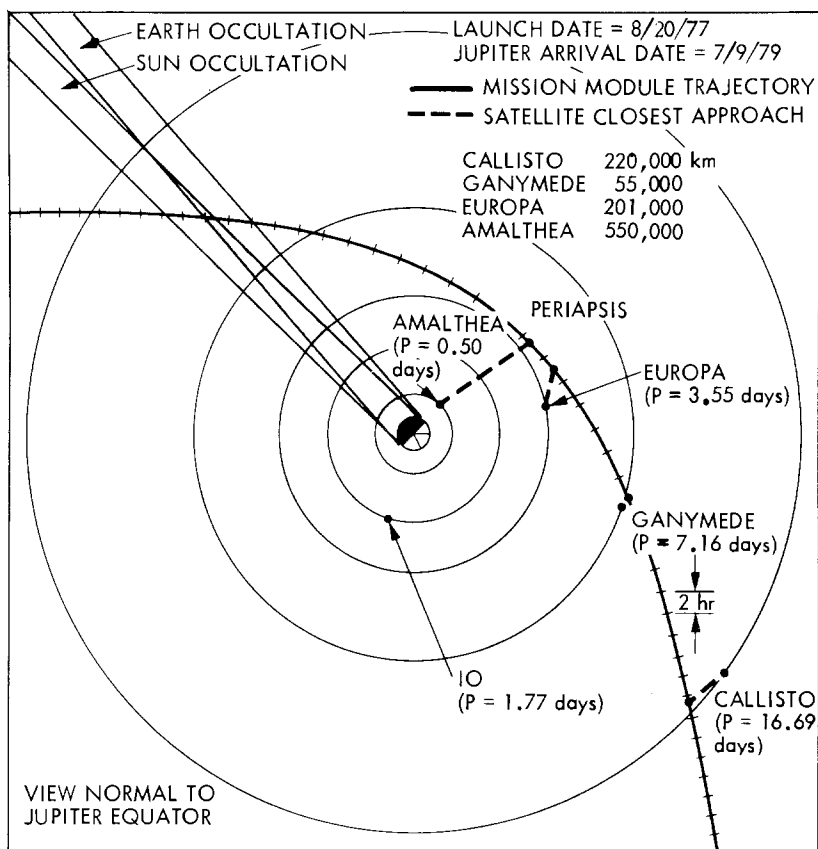 EARTH OCCULTATION
SUN OCCULTATION
LAUNCH DATE = 8/20/77
JUPITER ARRIVAL DATE = 7/9/79
MISSION MODULE TRAJECTORY
SATELLITE CLOSEST APPROACH
CALLISTO 220,000 km
GANYMEDE 55,000
EUROPA 201,000
AMALTHEA 550,000
PERIAPSIS
AMALTHEA
(P = 0.50
days)
EUROPA
(P = 3.55 days)
GANYMEDE
(P = 7.16 days)
2 hr
IO
(P = 1.77 days)
CALLISTO
(P = 16.69
days)
VIEW NORMAL TO
JUPITER EQUATOR